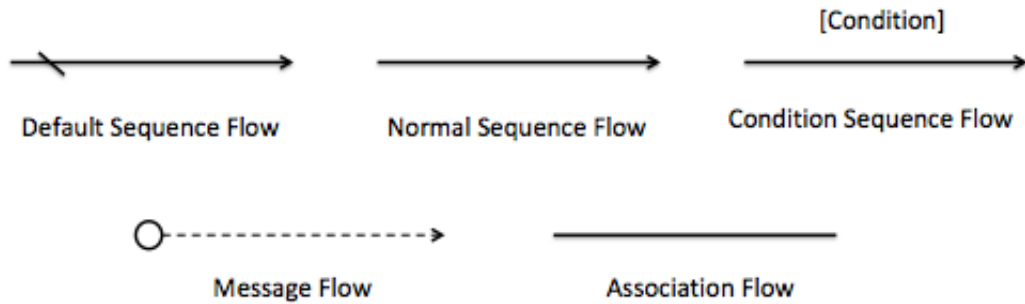 [Condition]
Default Sequence Flow
Normal Sequence Flow
Condition Sequence Flow
Message Flow
Association Flow